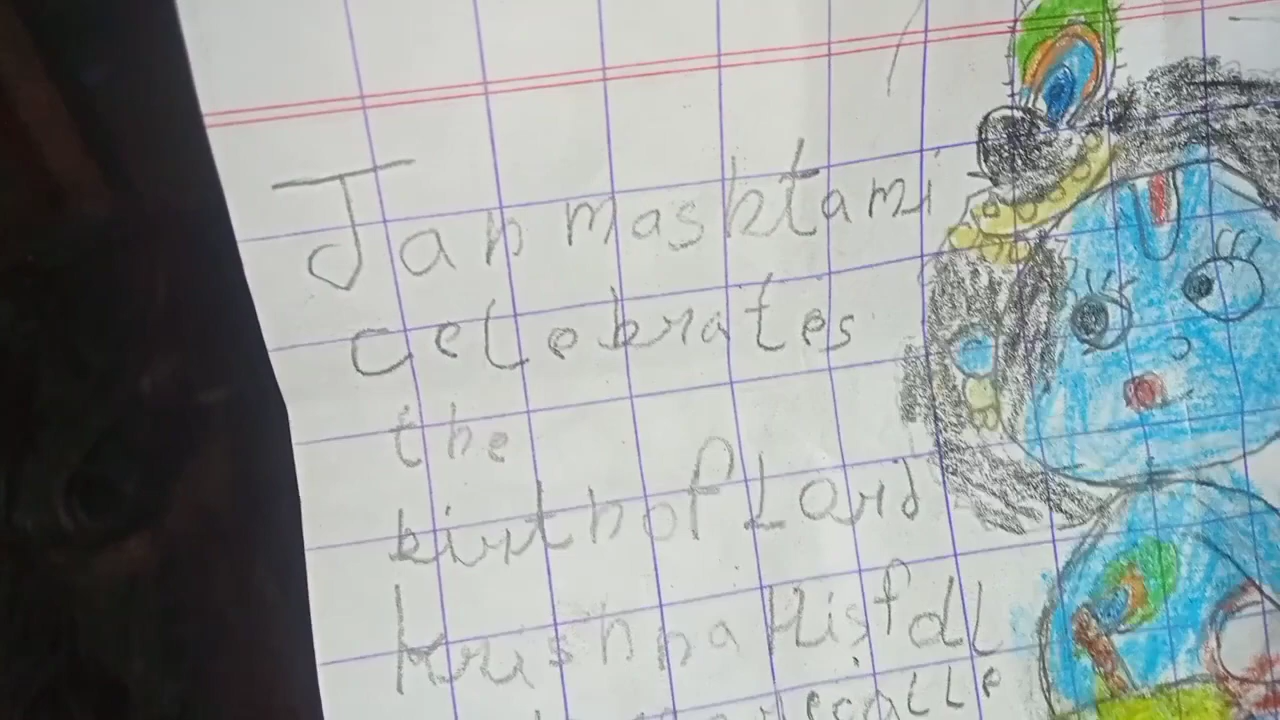 Janmashtami
celebrates
the
birth of Lord
Krishna